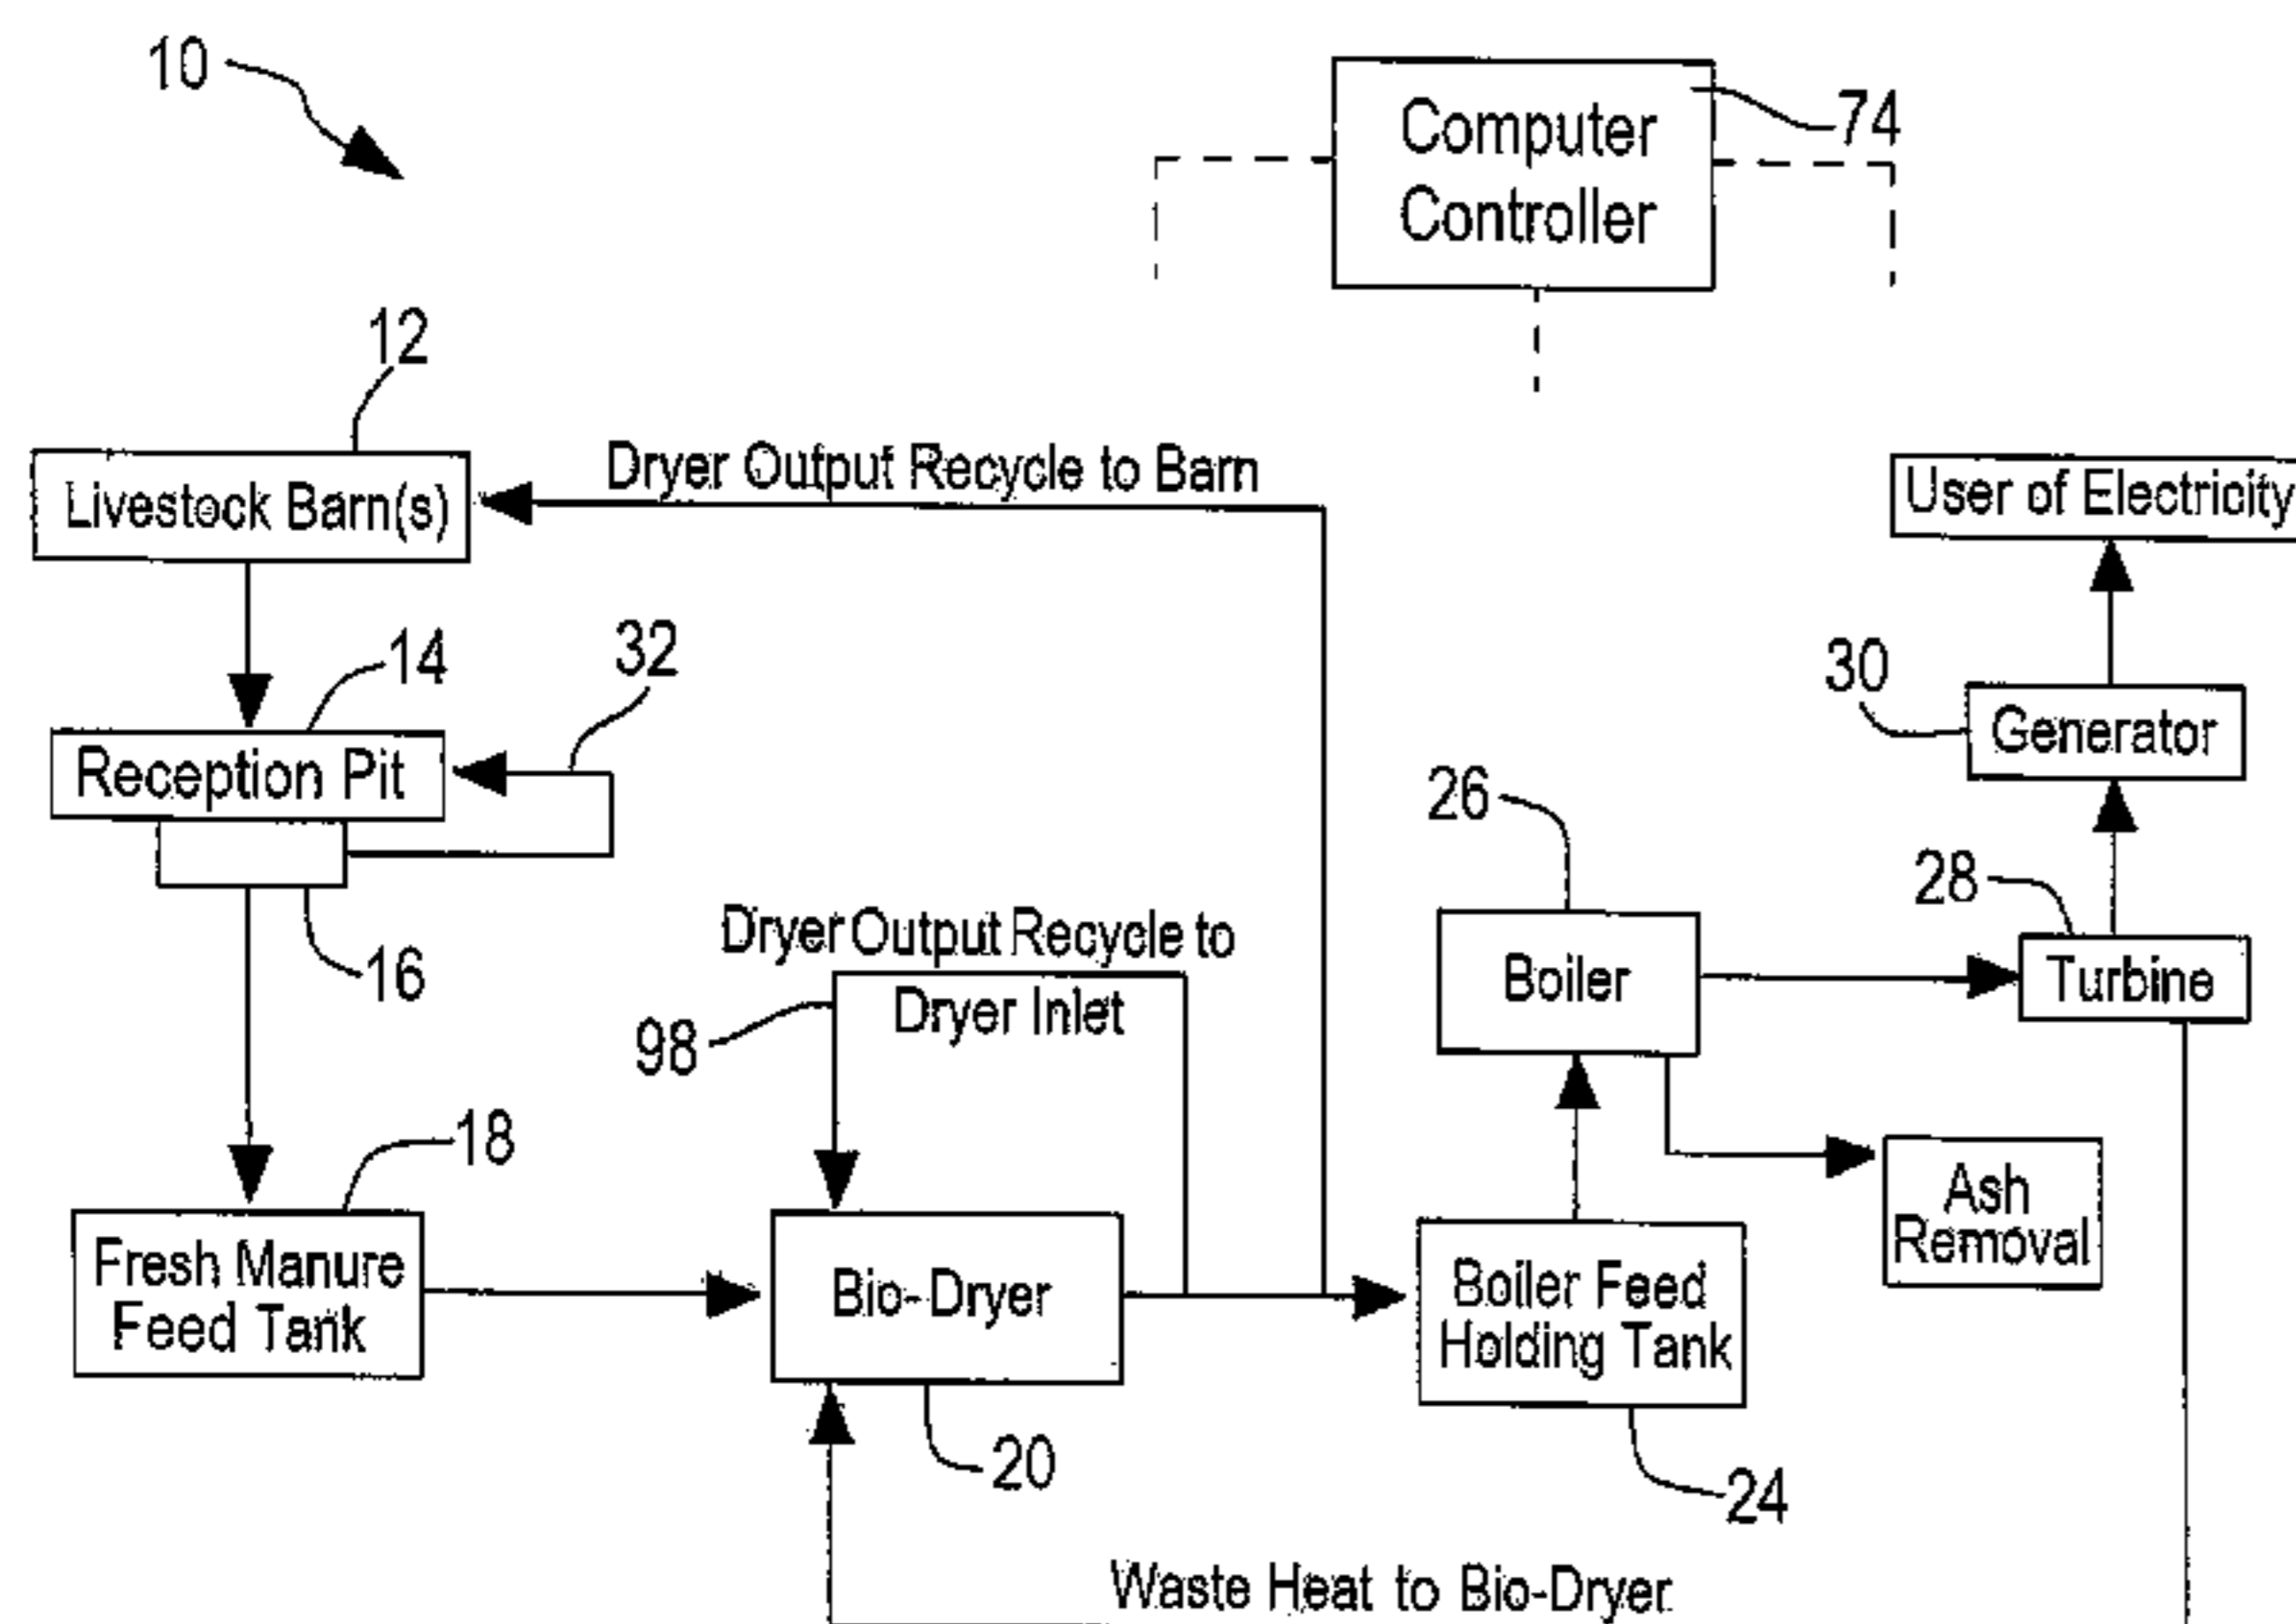 10
Computer
Controller
74
12
Livestock Barn(s)
Dryer Output Recycle to Barn
User of Electricity
14
32
Reception Pit
30
Generator
26
28
16
Dryer Output Recycle to
Dryer Inlet
98
Boiler
Turbine
18
Fresh Manure
Feed Tank
Bio-Dryer
Boiler Feed
Holding Tank
Ash
Removal
20
24
Waste Heat to Bio-Dryer